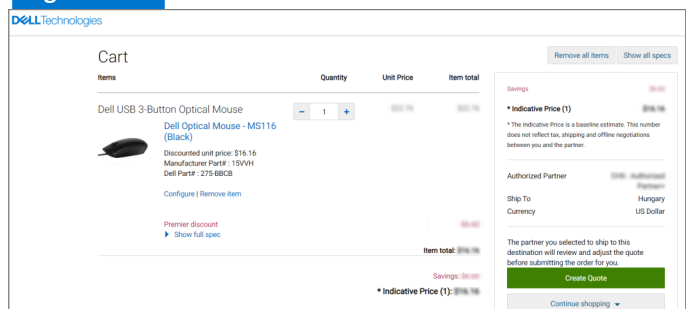 DELLTechnologies
Cart
Remove all items Show all specs
Items Quantity Unit Price Item total
Dell USB 3-Button Optical Mouse
− 1 +
Dell Optical Mouse - MS116
(Black)
Discounted unit price: $16.16
Manufacturer Part# : 15VVH
Dell Part# : 275-BBCB
Configure | Remove item
Premier discount
Show full spec
Item total:
Savings:
* Indicative Price (1):
Savings
* Indicative Price (1)
* The Indicative Price is a baseline estimate. This number
does not reflect tax, shipping and offline negotiations
between you and the partner.
Authorized Partner
Ship To Hungary
Currency US Dollar
The partner you selected to ship to this
destination will review and adjust the quote
before submitting the order for you.
Create Quote
Continue shopping